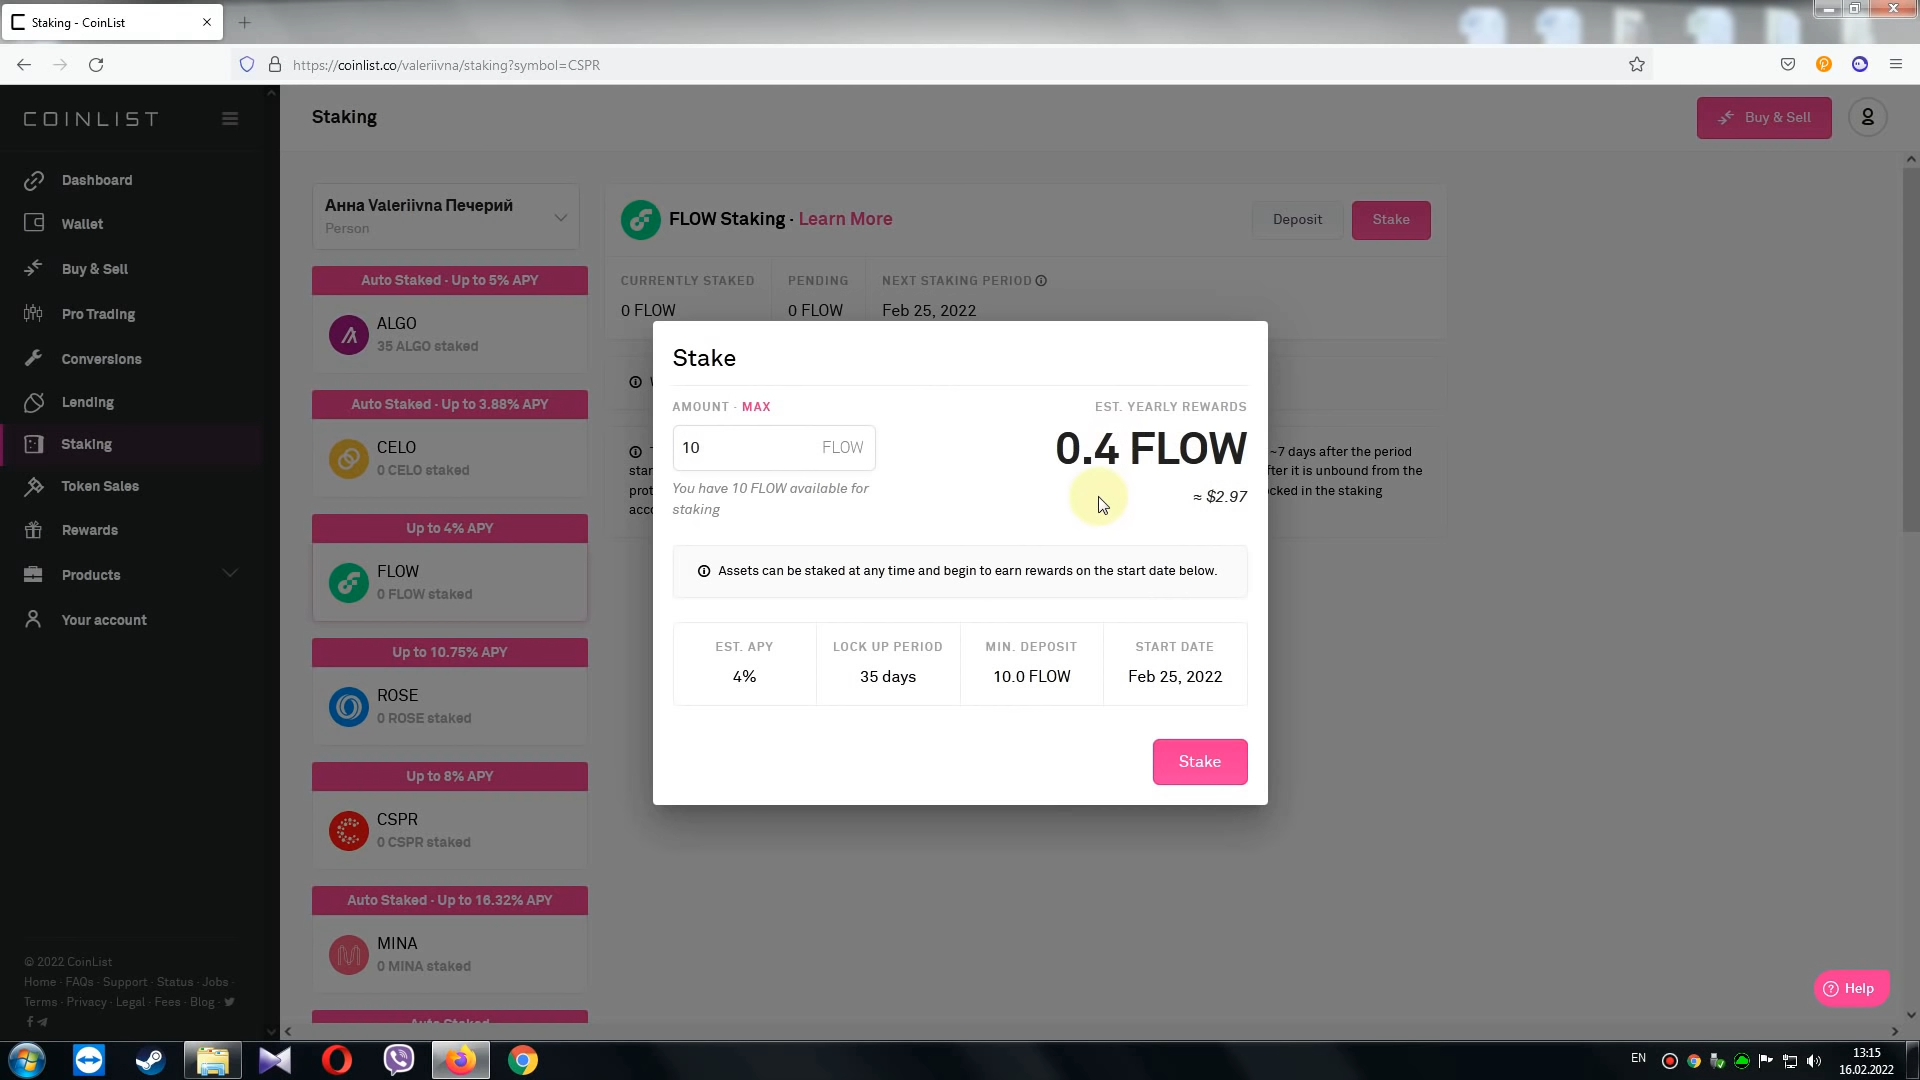 Staking - CoinList
https://coinlist.co/valeriivna/staking?symbol=CSPR
COINLIST
Dashboard
Wallet
Buy & Sell
Pro Trading
Conversions
Lending
Staking
Token Sales
Rewards
Products
Your account
© 2022 CoinList
Home · FAQs · Support · Status · Jobs ·
Terms · Privacy · Legal · Fees · Blog ·
Staking
Buy & Sell
Анна Valeriivna Печерий
Person
Auto Staked · Up to 5% APY
ALGO
35 ALGO staked
Auto Staked · Up to 3.88% APY
CELO
0 CELO staked
Up to 4% APY
FLOW
0 FLOW staked
Up to 10.75% APY
ROSE
0 ROSE staked
Up to 8% APY
CSPR
0 CSPR staked
Auto Staked · Up to 16.32% APY
MINA
0 MINA staked
Auto Staked
FLOW Staking · Learn More
Deposit
Stake
CURRENTLY STAKED
0 FLOW
PENDING
0 FLOW
NEXT STAKING PERIOD
Feb 25, 2022
~7 days after the period
after it is unbound from the
locked in the staking
Stake
AMOUNT · MAX
10 FLOW
You have 10 FLOW available for
staking
EST. YEARLY REWARDS
0.4 FLOW
≈ $2.97
Assets can be staked at any time and begin to earn rewards on the start date below.
EST. APY
4%
LOCK UP PERIOD
35 days
MIN. DEPOSIT
10.0 FLOW
START DATE
Feb 25, 2022
Stake
Help
EN
13:15
16.02.2022